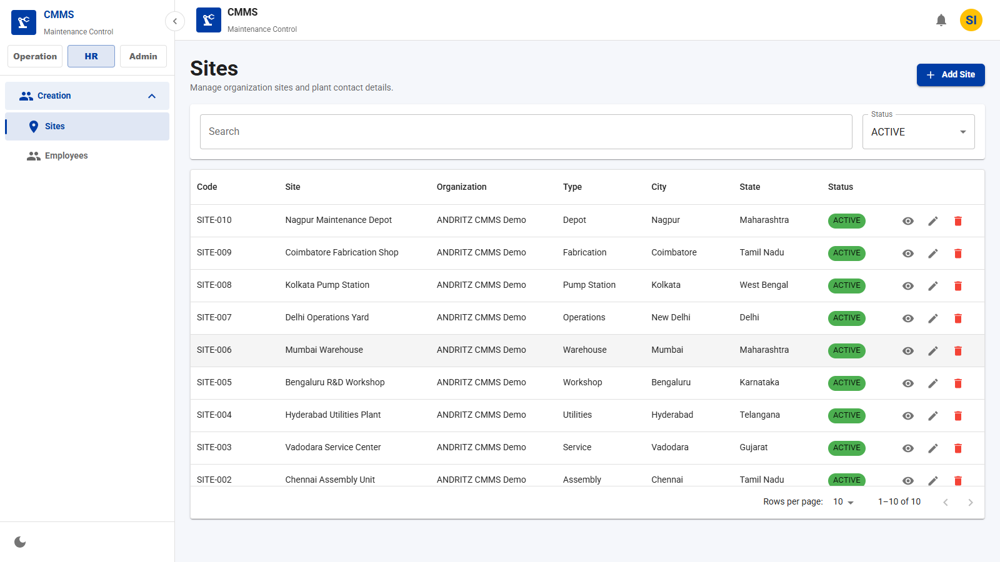 CMMS
Maintenance Control
Operation HR Admin
Creation
Sites
Employees
CMMS
Maintenance Control
SI
Sites
Manage organization sites and plant contact details.
Add Site
Search
Status
ACTIVE
Code Site Organization Type City State Status
SITE-010 Nagpur Maintenance Depot ANDRITZ CMMS Demo Depot Nagpur Maharashtra ACTIVE
SITE-009 Coimbatore Fabrication Shop ANDRITZ CMMS Demo Fabrication Coimbatore Tamil Nadu ACTIVE
SITE-008 Kolkata Pump Station ANDRITZ CMMS Demo Pump Station Kolkata West Bengal ACTIVE
SITE-007 Delhi Operations Yard ANDRITZ CMMS Demo Operations New Delhi Delhi ACTIVE
SITE-006 Mumbai Warehouse ANDRITZ CMMS Demo Warehouse Mumbai Maharashtra ACTIVE
SITE-005 Bengaluru R&D Workshop ANDRITZ CMMS Demo Workshop Bengaluru Karnataka ACTIVE
SITE-004 Hyderabad Utilities Plant ANDRITZ CMMS Demo Utilities Hyderabad Telangana ACTIVE
SITE-003 Vadodara Service Center ANDRITZ CMMS Demo Service Vadodara Gujarat ACTIVE
SITE-002 Chennai Assembly Unit ANDRITZ CMMS Demo Assembly Chennai Tamil Nadu ACTIVE
Rows per page: 10 1–10 of 10